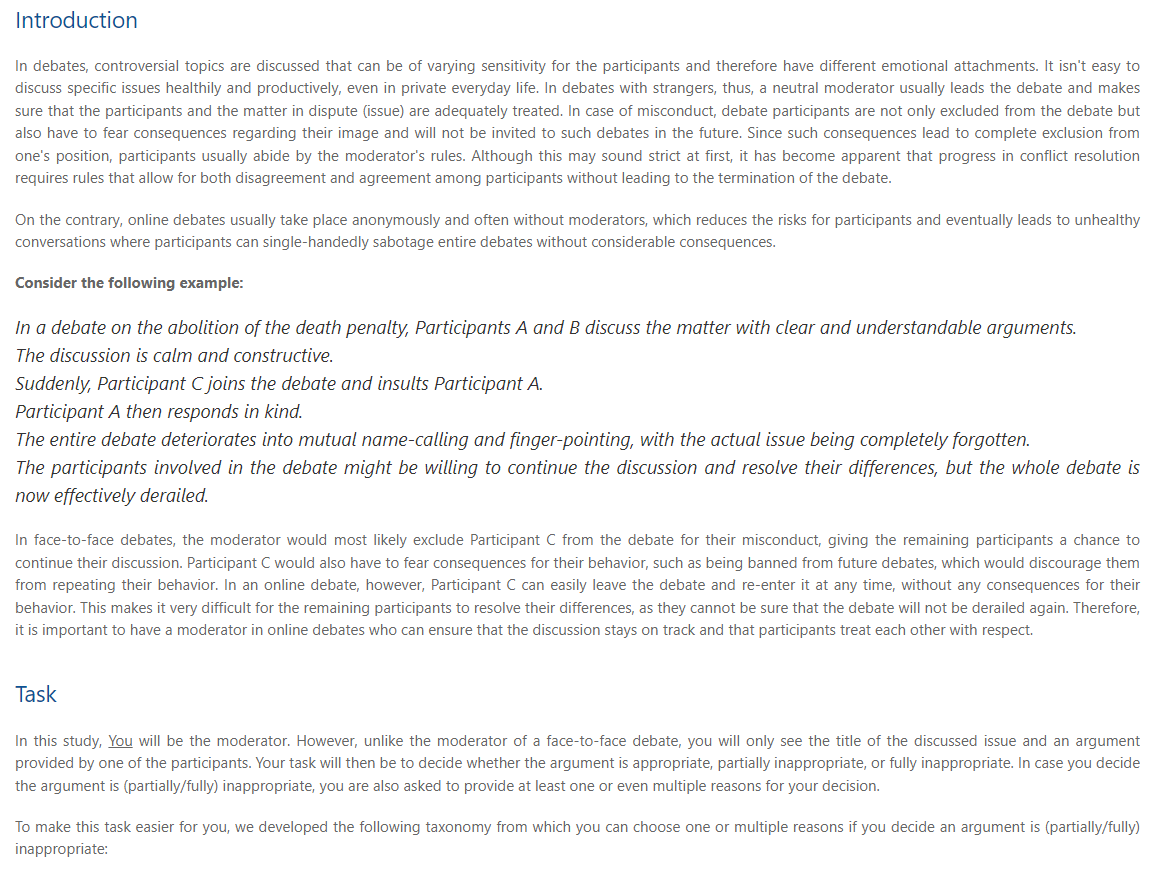 Introduction
In debates, controversial topics are discussed that can be of varying sensitivity for the participants and therefore have different emotional attachments. It isn't easy to
discuss specific issues healthily and productively, even in private everyday life. In debates with strangers, thus, a neutral moderator usually leads the debate and makes
sure that the participants and the matter in dispute (issue) are adequately treated. In case of misconduct, debate participants are not only excluded from the debate but
also have to fear consequences regarding their image and will not be invited to such debates in the future. Since such consequences lead to complete exclusion from
one's position, participants usually abide by the moderator's rules. Although this may sound strict at first, it has become apparent that progress in conflict resolution
requires rules that allow for both disagreement and agreement among participants without leading to the termination of the debate.
On the contrary, online debates usually take place anonymously and often without moderators, which reduces the risks for participants and eventually leads to unhealthy
conversations where participants can single-handedly sabotage entire debates without considerable consequences.
Consider the following example:
In a debate on the abolition of the death penalty, Participants A and B discuss the matter with clear and understandable arguments.
The discussion is calm and constructive.
Suddenly, Participant C joins the debate and insults Participant A.
Participant A then responds in kind.
The entire debate deteriorates into mutual name-calling and finger-pointing, with the actual issue being completely forgotten.
The participants involved in the debate might be willing to continue the discussion and resolve their differences, but the whole debate is
now effectively derailed.
In face-to-face debates, the moderator would most likely exclude Participant C from the debate for their misconduct, giving the remaining participants a chance to
continue their discussion. Participant C would also have to fear consequences for their behavior, such as being banned from future debates, which would discourage them
from repeating their behavior. In an online debate, however, Participant C can easily leave the debate and re-enter it at any time, without any consequences for their
behavior. This makes it very difficult for the remaining participants to resolve their differences, as they cannot be sure that the debate will not be derailed again. Therefore,
it is important to have a moderator in online debates who can ensure that the discussion stays on track and that participants treat each other with respect.
Task
In this study, You will be the moderator. However, unlike the moderator of a face-to-face debate, you will only see the title of the discussed issue and an argument
provided by one of the participants. Your task will then be to decide whether the argument is appropriate, partially inappropriate, or fully inappropriate. In case you decide
the argument is (partially/fully) inappropriate, you are also asked to provide at least one or even multiple reasons for your decision.
To make this task easier for you, we developed the following taxonomy from which you can choose one or multiple reasons if you decide an argument is (partially/fully)
inappropriate: